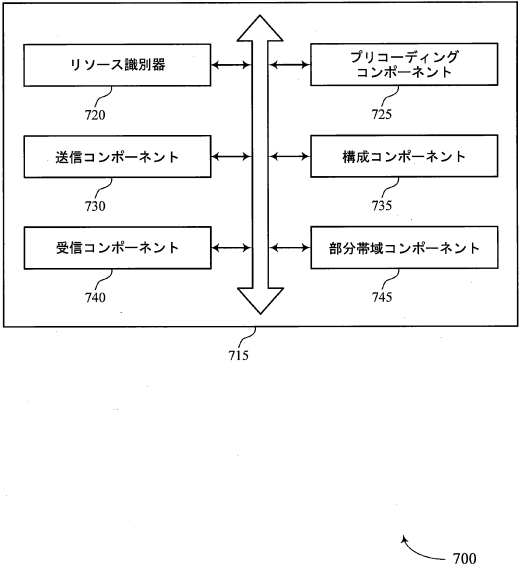 リソース識別器
720
プリコーディング
コンポーネント
725
送信コンポーネント
730
構成コンポーネント
735
受信コンポーネント
740
部分帯域コンポーネント
745
715
700